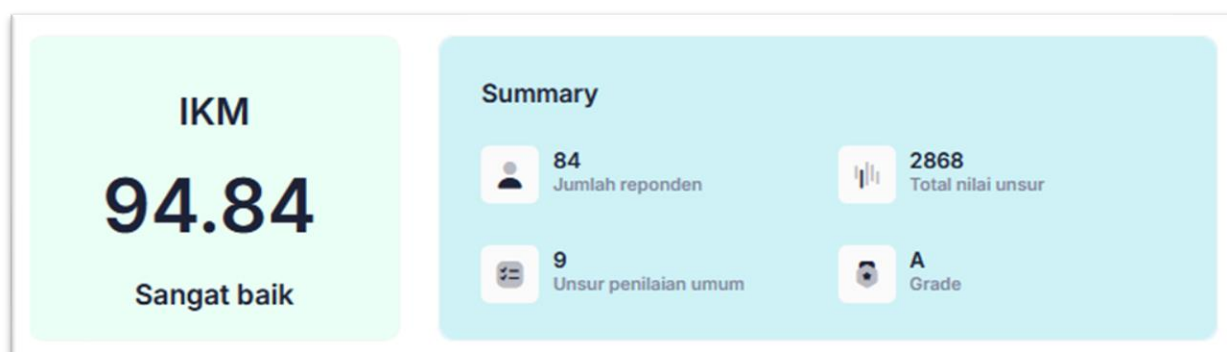 IKM
94.84
Sangat baik
Summary
84
Jumlah reponden
2868
Total nilai unsur
9
Unsur penilaian umum
A
Grade